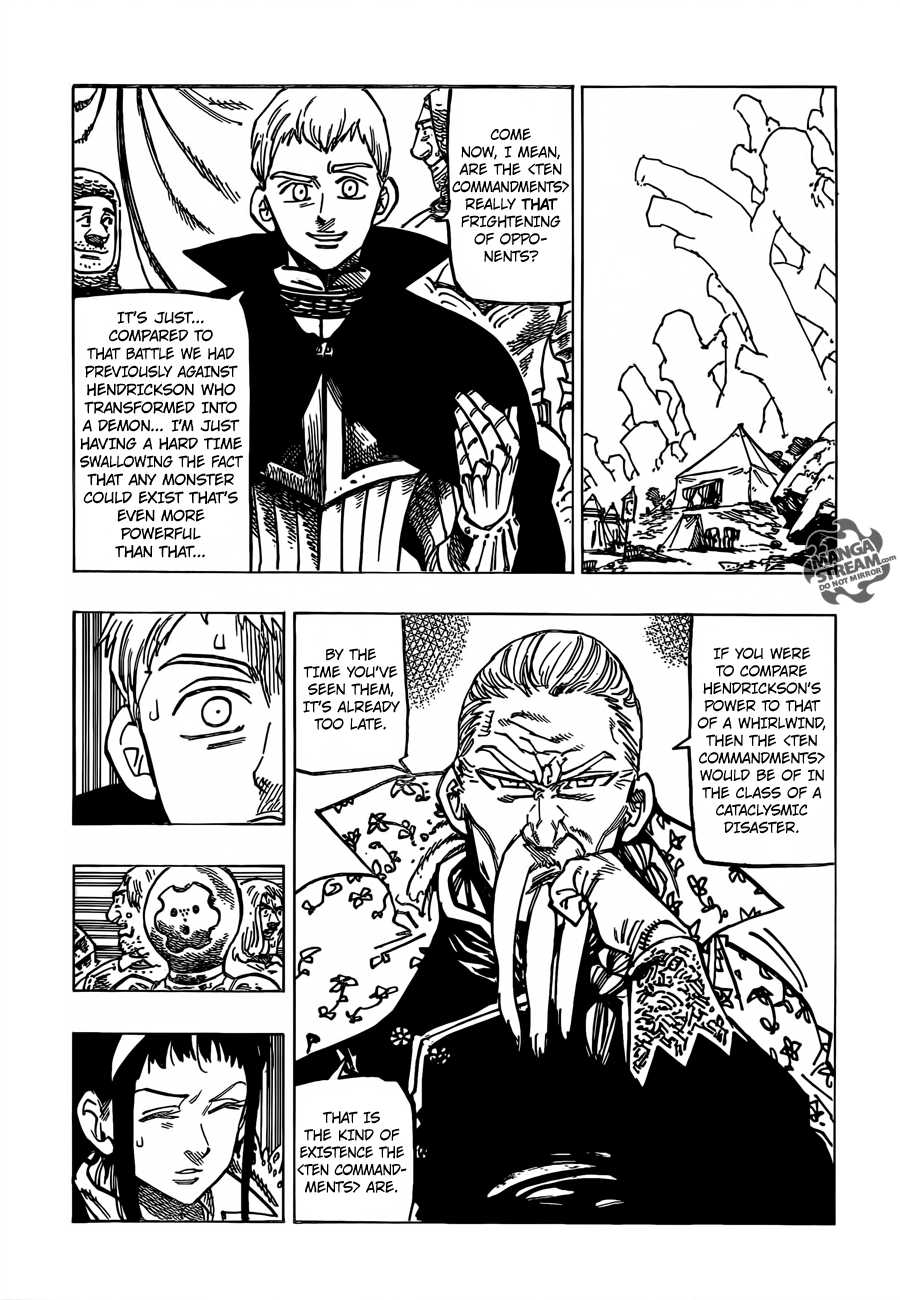 COME
NOW, I MEAN,
ARE THE <TEN
COMMANDMENTS>
REALLY THAT
FRIGHTENING
OF OPPO-
NENTS?
IT'S JUST...
COMPARED TO
THAT BATTLE WE HAD
PREVIOUSLY AGAINST
HENDRICKSON WHO
TRANSFORMED INTO
A DEMON... I'M JUST
HAVING A HARD TIME
SWALLOWING THE FACT
THAT ANY MONSTER
COULD EXIST THAT'S
EVEN MORE
POWERFUL
THAN THAT...
MANGA
STREAM.com
DO NOT MIRROR
IF YOU WERE
TO COMPARE
HENDRICKSON'S
POWER TO THAT
OF A WHIRLWIND,
THEN THE <TEN
COMMANDMENTS>
WOULD BE OF IN
THE CLASS OF A
CATACLYSMIC
DISASTER.
BY THE
TIME YOU'VE
SEEN THEM,
IT'S ALREADY
TOO LATE.
THAT IS
THE KIND OF
EXISTENCE THE
<TEN COMMAND-
MENTS> ARE.